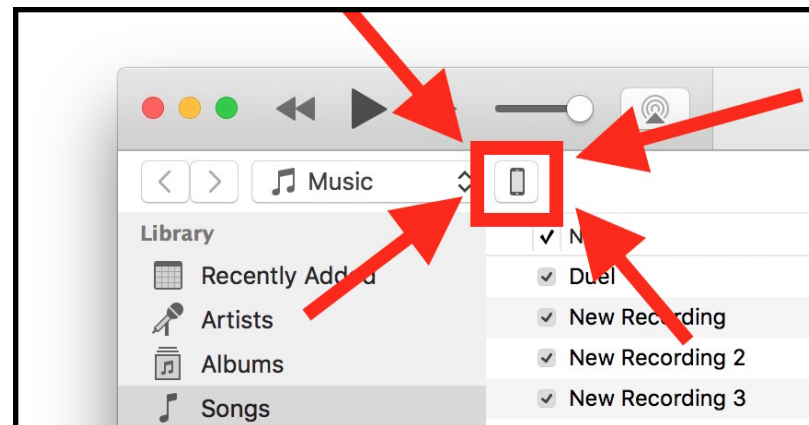 Music
Library
Recently Added
Artists
Albums
Songs
Duel
New Recording
New Recording 2
New Recording 3